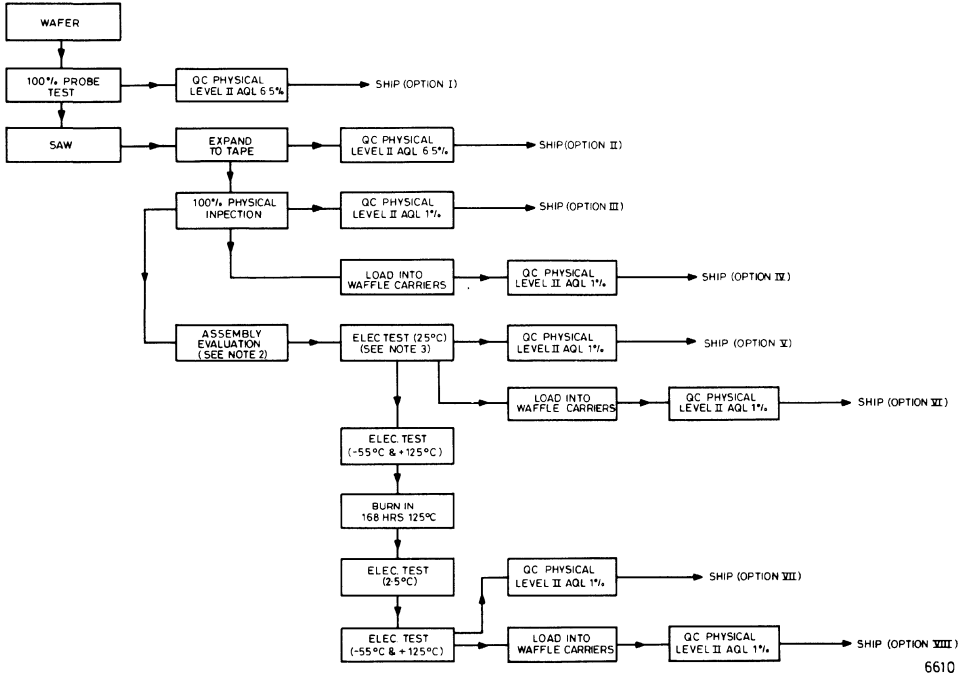 WAFER
100% PROBE
TEST
QC PHYSICAL
LEVEL II AQL 6.5%
SHIP (OPTION I)
SAW
EXPAND
TO TAPE
QC PHYSICAL
LEVEL II AQL 6.5%
SHIP (OPTION II)
100% PHYSICAL
INPECTION
QC PHYSICAL
LEVEL II AQL 1%
SHIP (OPTION III)
LOAD INTO
WAFFLE CARRIERS
QC PHYSICAL
LEVEL II AQL 1%
SHIP (OPTION IV)
ASSEMBLY
EVALUATION
(SEE NOTE 2)
ELEC TEST (25°C)
(SEE NOTE 3)
QC PHYSICAL
LEVEL II AQL 1%
SHIP (OPTION V)
LOAD INTO
WAFFLE CARRIERS
QC PHYSICAL
LEVEL II AQL 1%
SHIP (OPTION VI)
ELEC. TEST
(-55°C & +125°C)
BURN IN
168 HRS 125°C
ELEC. TEST
(2·5°C)
QC PHYSICAL
LEVEL II AQL 1%
SHIP (OPTION VII)
ELEC. TEST
(-55°C & +125°C)
LOAD INTO
WAFFLE CARRIERS
QC PHYSICAL
LEVEL II AQL 1%
SHIP (OPTION VIII)
6610